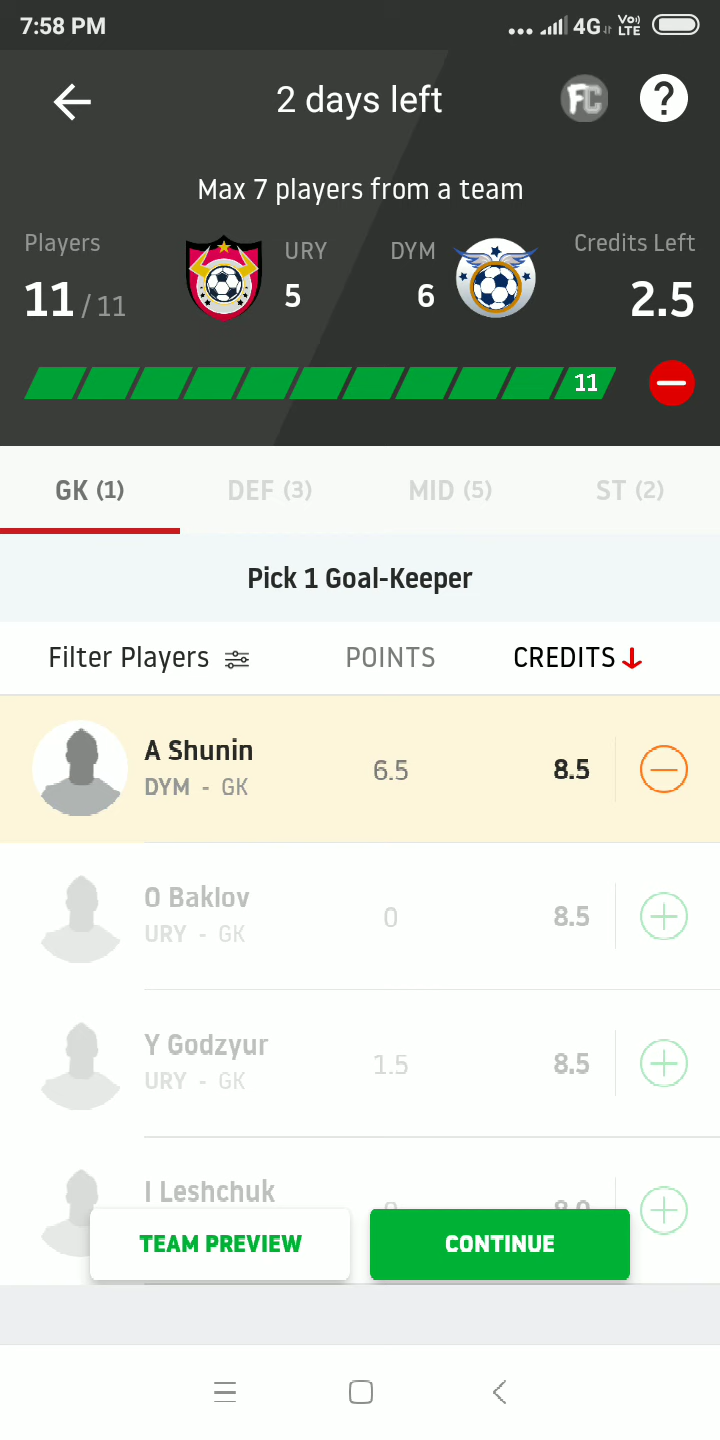 7:58 PM
4G Vo) LTE
2 days left
FC ?
Max 7 players from a team
Players
URY
DYM
Credits Left
11 / 11
5
6
2.5
11
GK (1) DEF (3) MID (5) ST (2)
Pick 1 Goal-Keeper
Filter Players POINTS CREDITS
A Shunin
DYM - GK
6.5
8.5
O Baklov
URY - GK
0
8.5
Y Godzyur
URY - GK
1.5
8.5
I Leshchuk
TEAM PREVIEW
CONTINUE